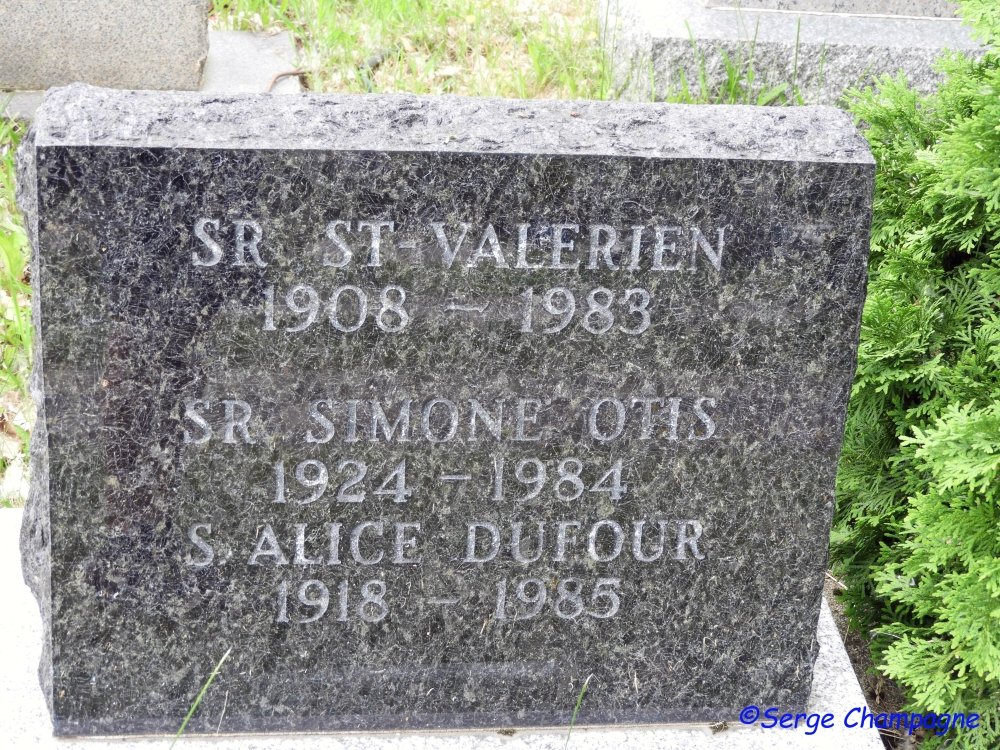 SR ST-VALERIEN
1908 – 1983
SR SIMONE OTIS
1924 – 1984
S. ALICE DUFOUR
1918 – 1985
©Serge Champagne